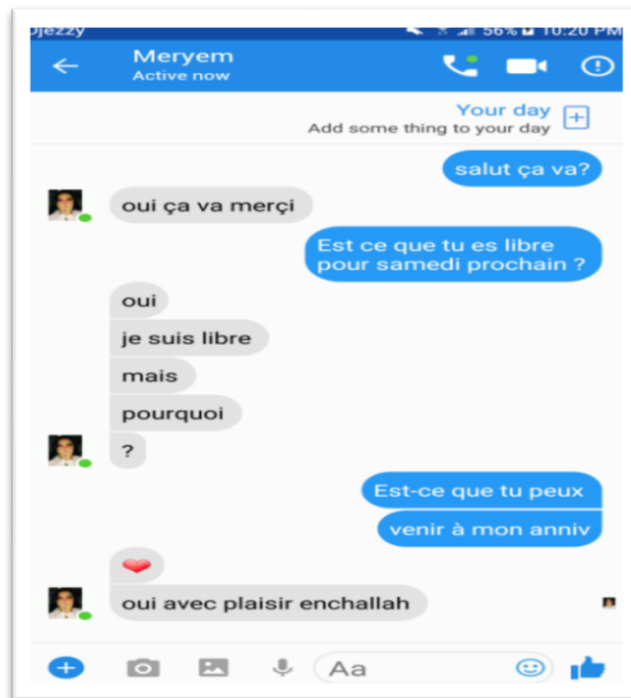 Djezzy 56% 10:20 PM
Meryem
Active now
Your day
Add some thing to your day
salut ça va?
oui ça va merçi
Est ce que tu es libre
pour samedi prochain ?
oui
je suis libre
mais
pourquoi
?
Est-ce que tu peux
venir à mon anniv
oui avec plaisir enchallah
Aa